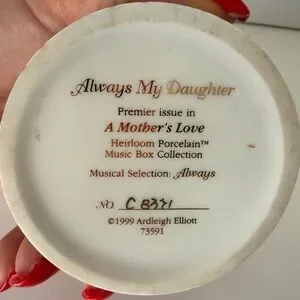 Always My Daughter
Premier issue in
A Mother's Love
Heirloom Porcelain™
Music Box Collection
Musical Selection: Always
NO. C 8371
©1999 Ardleigh Elliott
73591